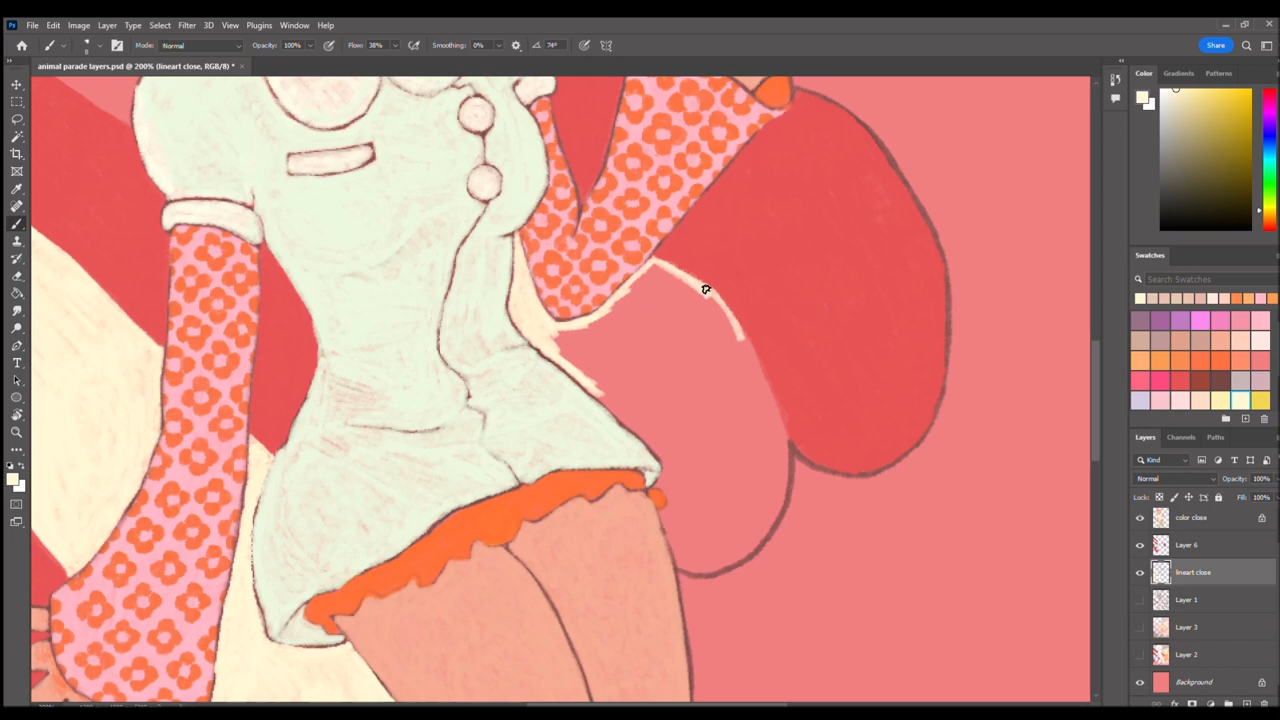 Ps File Edit Image Layer Type Select Filter 3D View Plugins Window Help
8 Mode: Normal Opacity: 100% Flow: 38% Smoothing: 0% 74° Share
animal parade layers.psd @ 200% (lineart close, RGB/8) *
Color Gradients Patterns
Swatches
Search Swatches
Layers Channels Paths
Kind
Normal Opacity: 100%
Lock: Fill: 100%
color close
Layer 6
lineart close
Layer 1
Layer 3
Layer 2
Background